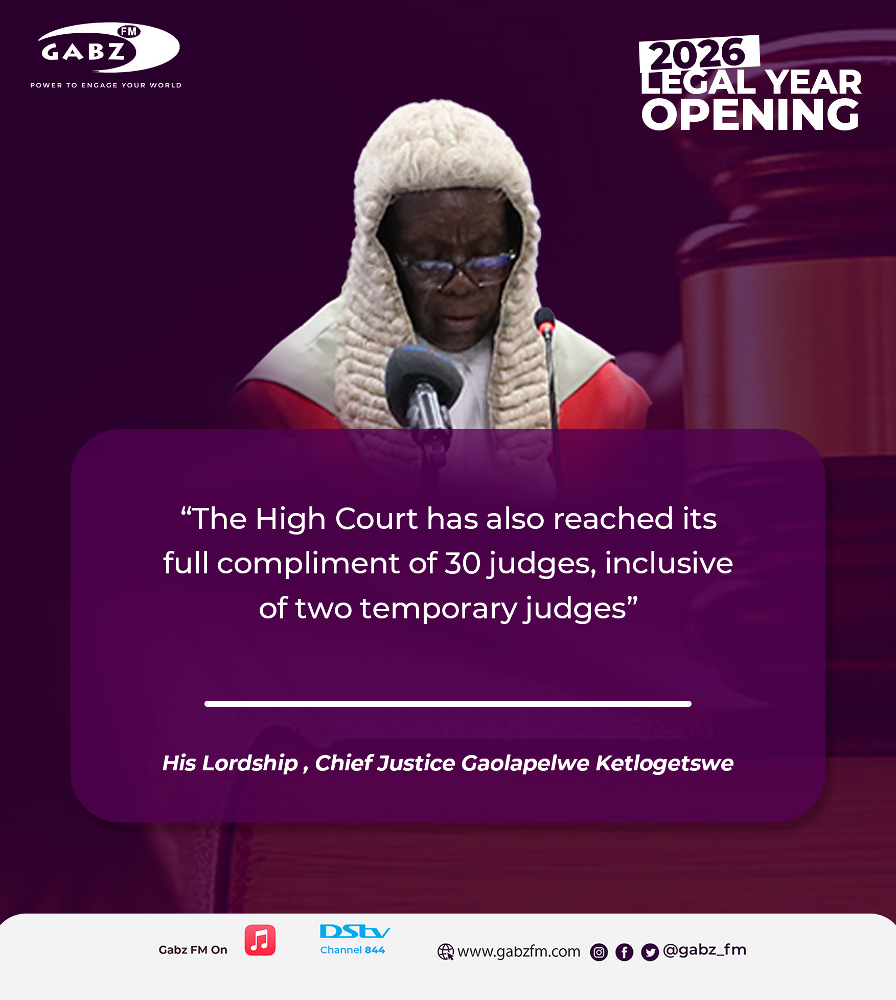 FM
GABZ
POWER TO ENGAGE YOUR WORLD
2026
LEGAL YEAR
OPENING
“The High Court has also reached its
full compliment of 30 judges, inclusive
of two temporary judges”
His Lordship , Chief Justice Gaolapelwe Ketlogetswe
Gabz FM On
DStv
Channel 844
www.gabzfm.com
@gabz_fm